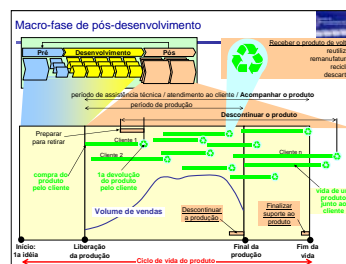 Macro-fase de pós-desenvolvimento
Pré
Desenvolvimento
Pós
Receber o produto de volta
reutiliz
remanufatur
recicl
descart
período de assistência técnica / atendimento ao cliente / Acompanhar o produto
período de produção
Descontinuar o produto
Preparar
para retirar
Cliente 1
Cliente 2
Cliente n
compra do
produto
pelo cliente
1a devolução
do produto
pelo cliente
vida de um
produto
junto ao
cliente
Volume de vendas
Descontinuar
a produção
Finalizar
suporte ao
produto
Início:
1a idéia
Liberação
da produção
Final da
produção
Fim da
vida
Ciclo de vida do produto